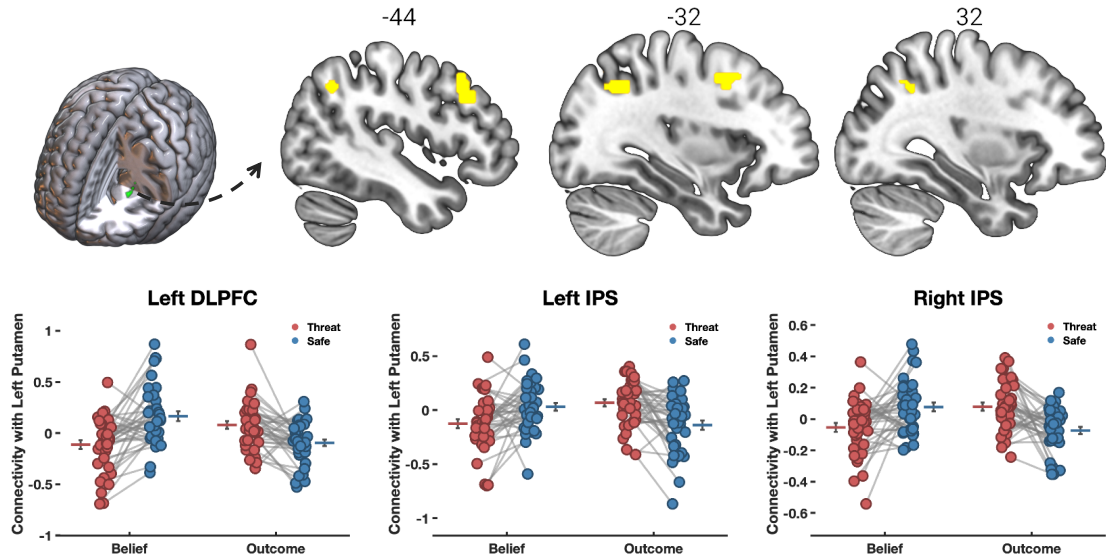 -44
-32
32
Left DLPFC
Connectivity with Left Putamen
1
0.5
0
-0.5
-1
Threat
Safe
Belief
Outcome
Left IPS
Connectivity with Left Putamen
0.5
0
-0.5
-1
Threat
Safe
Belief
Outcome
Right IPS
Connectivity with Left Putamen
0.6
0.4
0.2
0
-0.2
-0.4
-0.6
Threat
Safe
Belief
Outcome